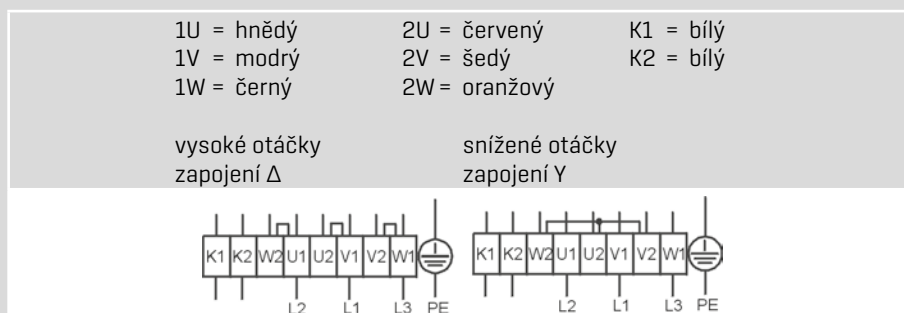 1U = hnědý 2U = červený K1 = bílý
1V = modrý 2V = šedý K2 = bílý
1W = černý 2W = oranžový
vysoké otáčky snížené otáčky
zapojení Δ zapojení Y
K1 K2 W2 U1 U2 V1 V2 W1 K1 K2 W2 U1 U2 V1 V2 W1
L2 L1 L3 PE L2 L1 L3 PE